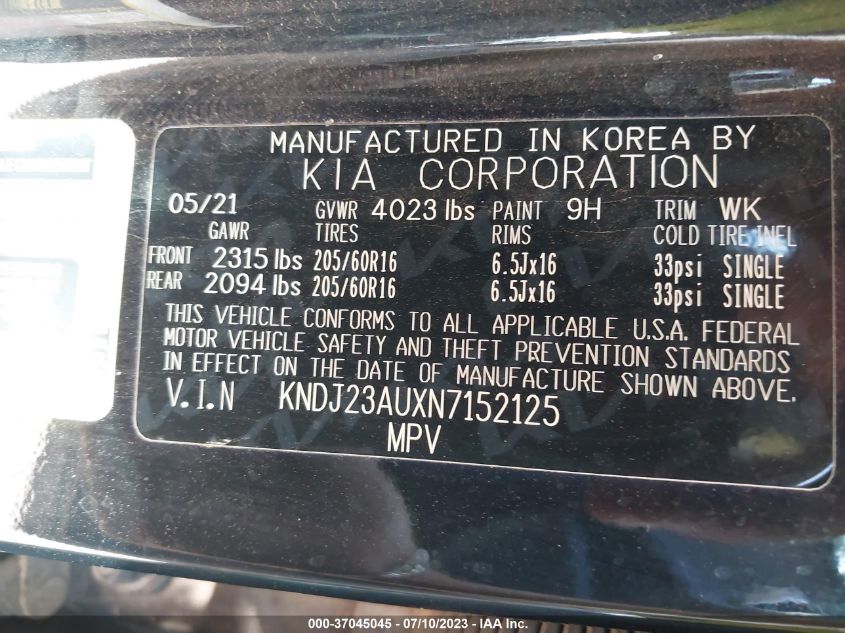 MANUFACTURED IN KOREA BY
KIA CORPORATION
05/21 GVWR 4023 lbs PAINT 9H TRIM WK
GAWR TIRES RIMS COLD TIRE INFL
FRONT 2315 lbs 205/60R16 6.5Jx16 33psi SINGLE
REAR 2094 lbs 205/60R16 6.5Jx16 33psi SINGLE
THIS VEHICLE CONFORMS TO ALL APPLICABLE U.S.A. FEDERAL
MOTOR VEHICLE SAFETY AND THEFT PREVENTION STANDARDS
IN EFFECT ON THE DATE OF MANUFACTURE SHOWN ABOVE.
V.I.N KNDJ23AUXN7152125
MPV
000-37045045 - 07/10/2023 - © IAA, Inc.